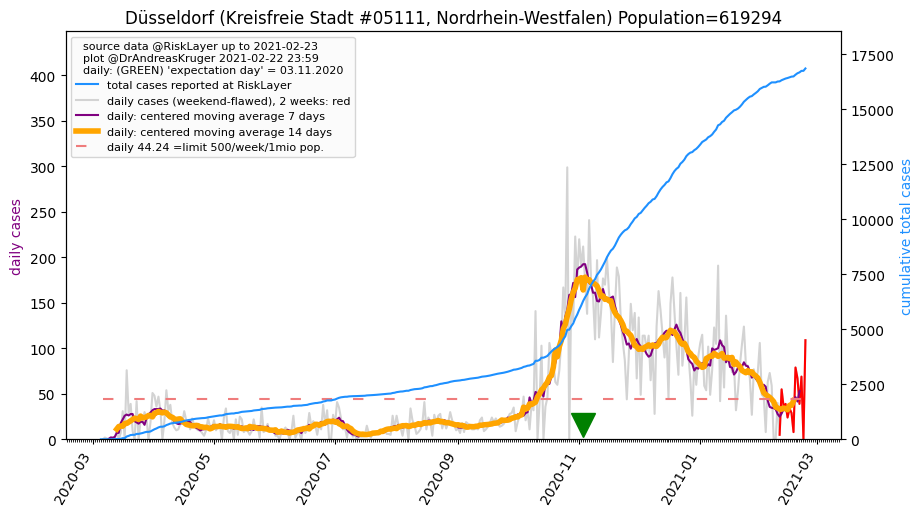 Düsseldorf (Kreisfreie Stadt #05111, Nordrhein-Westfalen) Population=619294
source data @RiskLayer up to 2021-02-23
plot @DrAndreasKruger 2021-02-22 23:59
daily: (GREEN) 'expectation day' = 03.11.2020
total cases reported at RiskLayer
daily cases (weekend-flawed), 2 weeks: red
daily: centered moving average 7 days
daily: centered moving average 14 days
daily 44.24 =limit 500/week/1mio pop.
daily cases
400
350
300
250
200
150
100
50
0
17500
15000
12500
10000
7500
5000
2500
0
cumulative total cases
2020-03
2020-05
2020-07
2020-09
2020-11
2021-01
2021-03